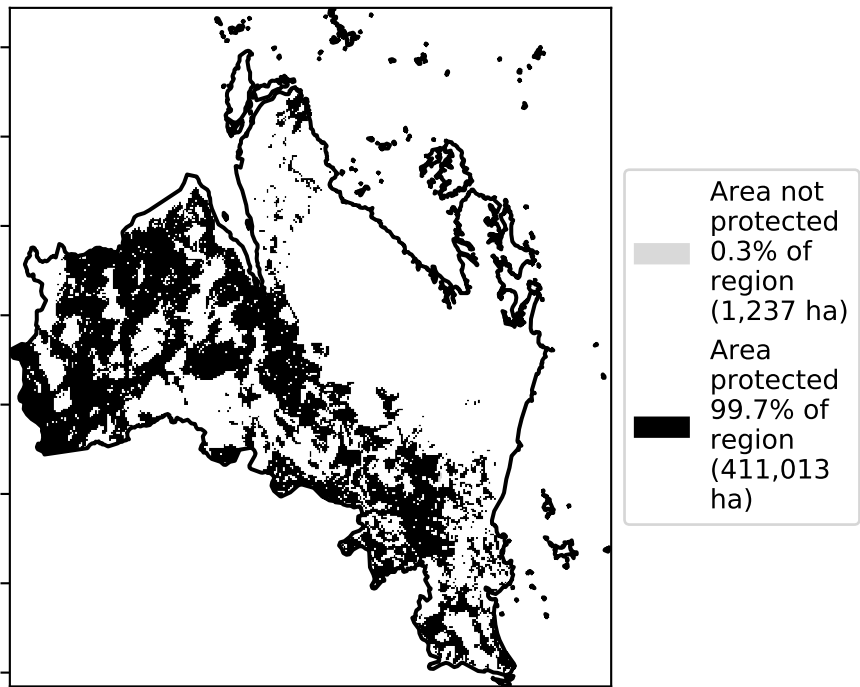 Area not
protected
0.3% of
region
(1,237 ha)
Area
protected
99.7% of
region
(411,013
ha)